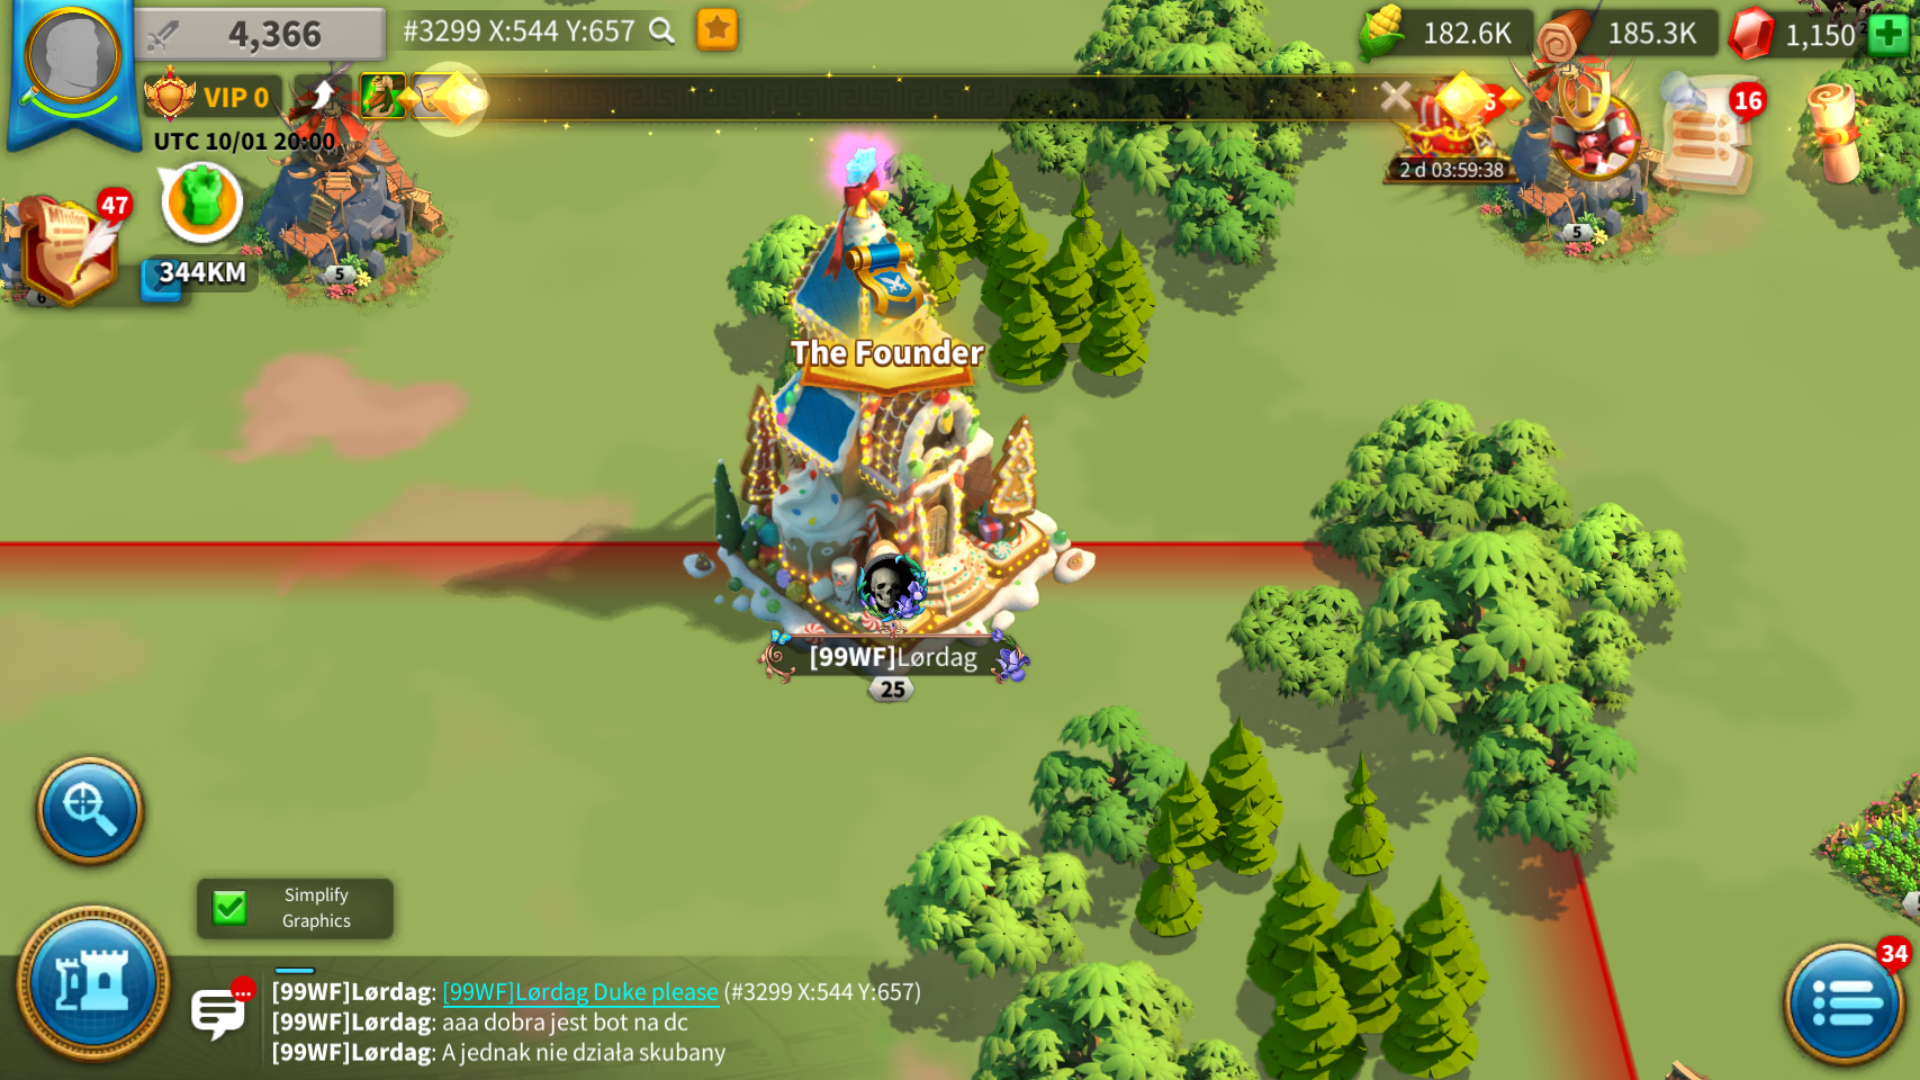 4,366
#3299 X:544 Y:657
182.6K
185.3K
1,150
VIP 0
UTC 10/01 20:00
16
2 d 03:59:38
47
344KM
5
5
6
The Founder
[99WF]Lørdag
25
Simplify
Graphics
[99WF]Lørdag: [99WF]Lørdag Duke please (#3299 X:544 Y:657)
[99WF]Lørdag: aaa dobra jest bot na dc
[99WF]Lørdag: A jednak nie działa skubany
34